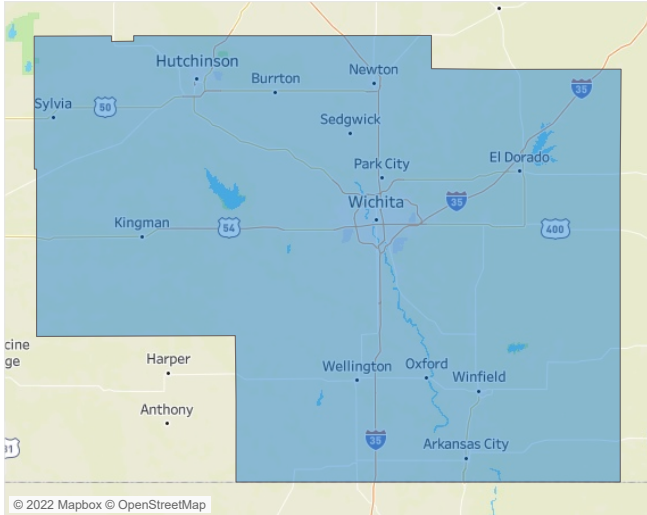 Hutchinson
Newton
Burrton
35
Sylvia
50
Sedgwick
Park City
El Dorado
35
Wichita
Kingman
54
400
cine
ge
Harper
Wellington
Oxford
Winfield
Anthony
35
Arkansas City
© 2022 Mapbox © OpenStreetMap